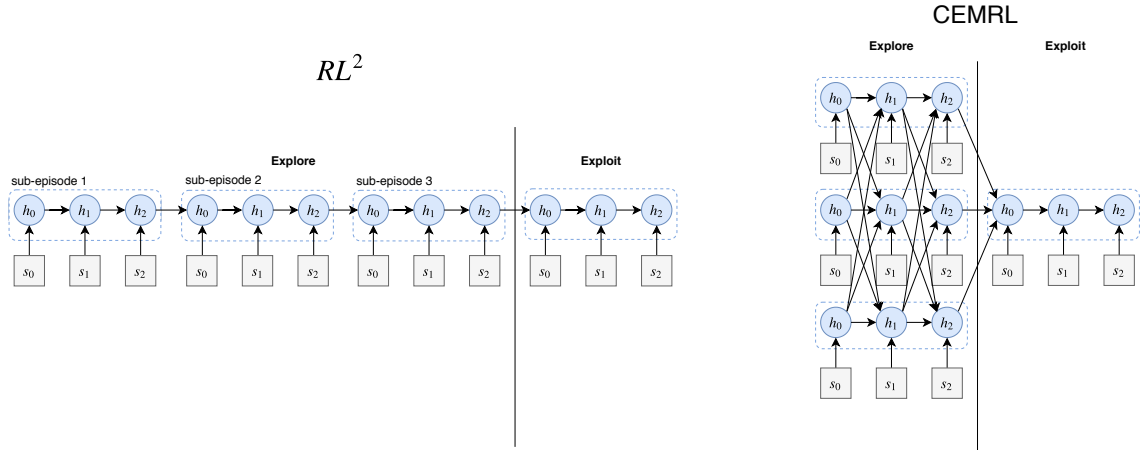 RL²
Explore
Exploit
sub-episode 1
sub-episode 2
sub-episode 3
h₀ h₁ h₂ h₀ h₁ h₂ h₀ h₁ h₂ h₀ h₁ h₂
s₀ s₁ s₂ s₀ s₁ s₂ s₀ s₁ s₂ s₀ s₁ s₂
CEMRL
Explore
Exploit
h₀ h₁ h₂
s₀ s₁ s₂
h₀ h₁ h₂ h₀ h₁ h₂
s₀ s₁ s₂ s₀ s₁ s₂
h₀ h₁ h₂
s₀ s₁ s₂